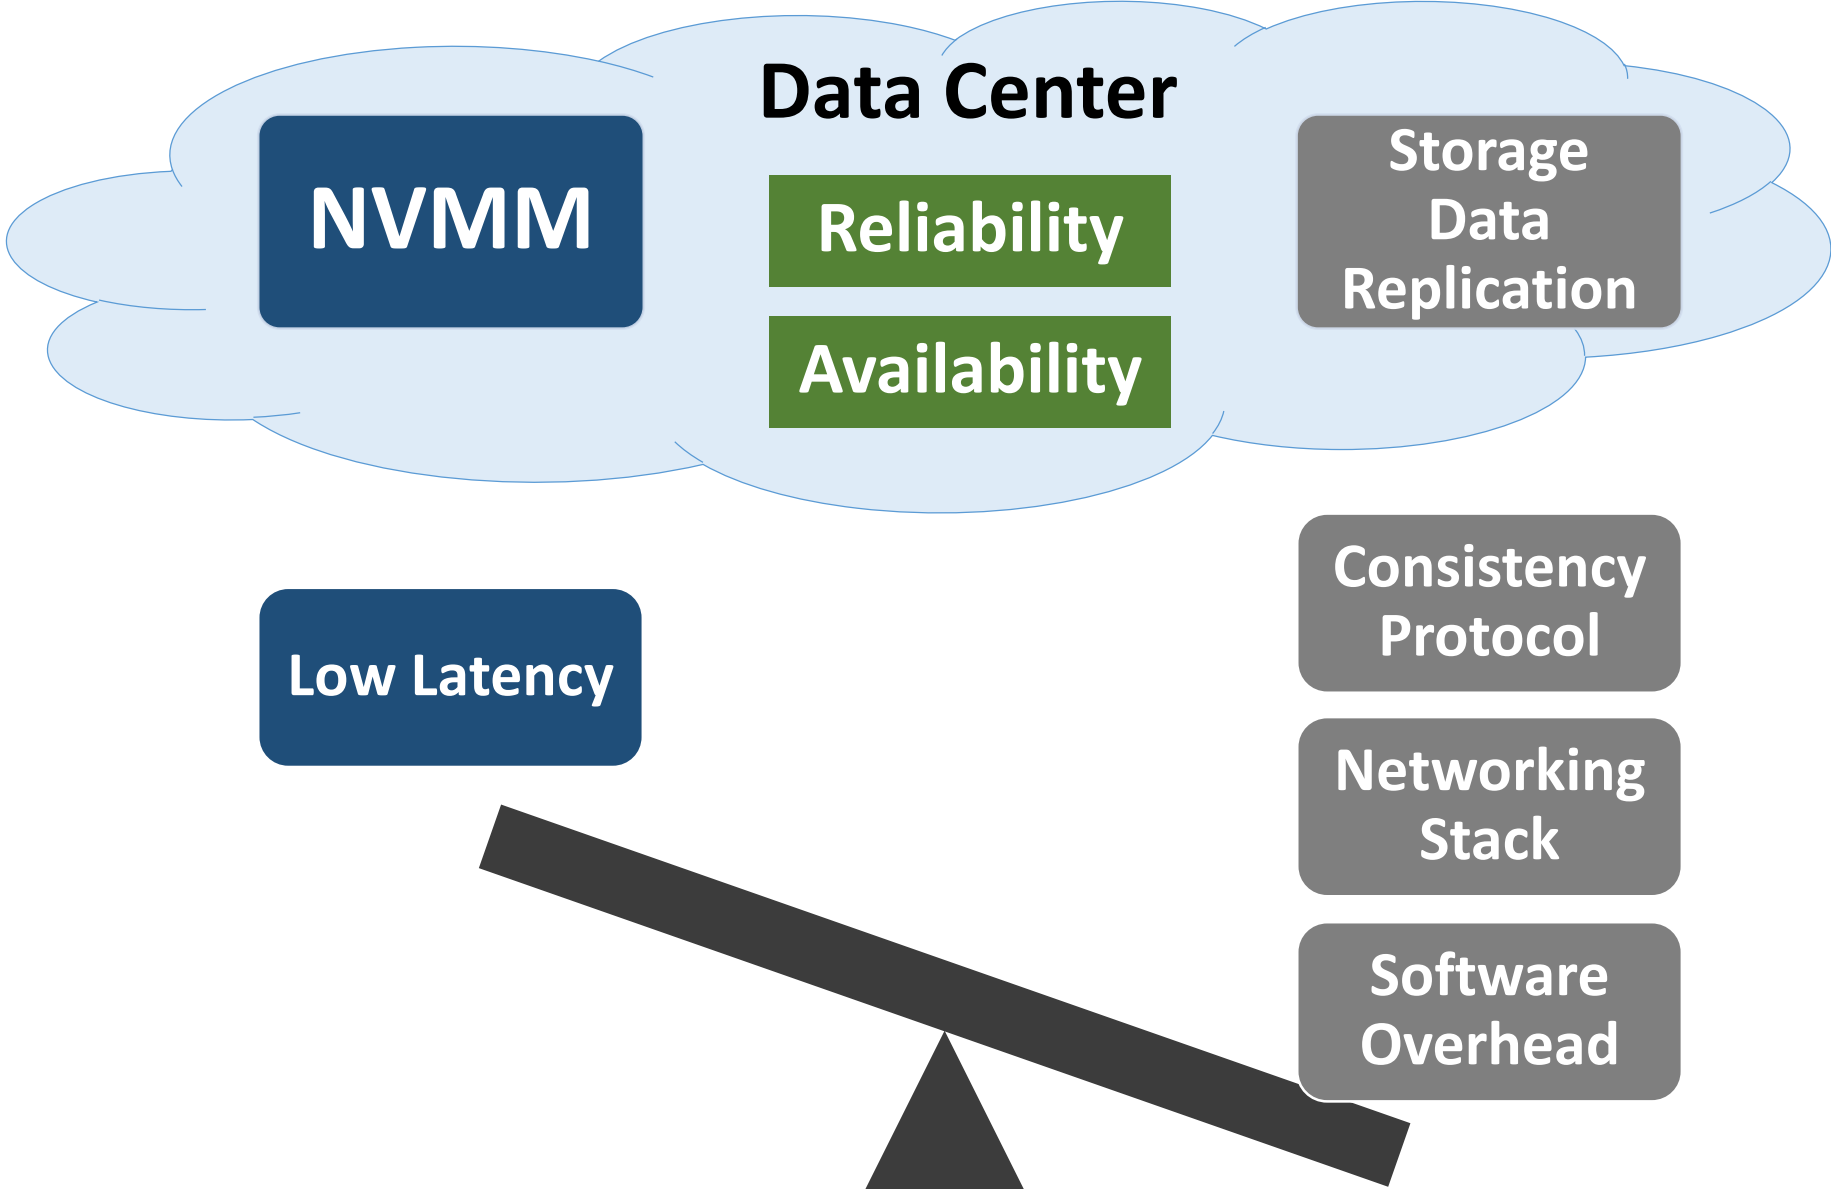 Data Center
NVMM
Reliability
Availability
Storage
Data
Replication
Low Latency
Consistency
Protocol
Networking
Stack
Software
Overhead